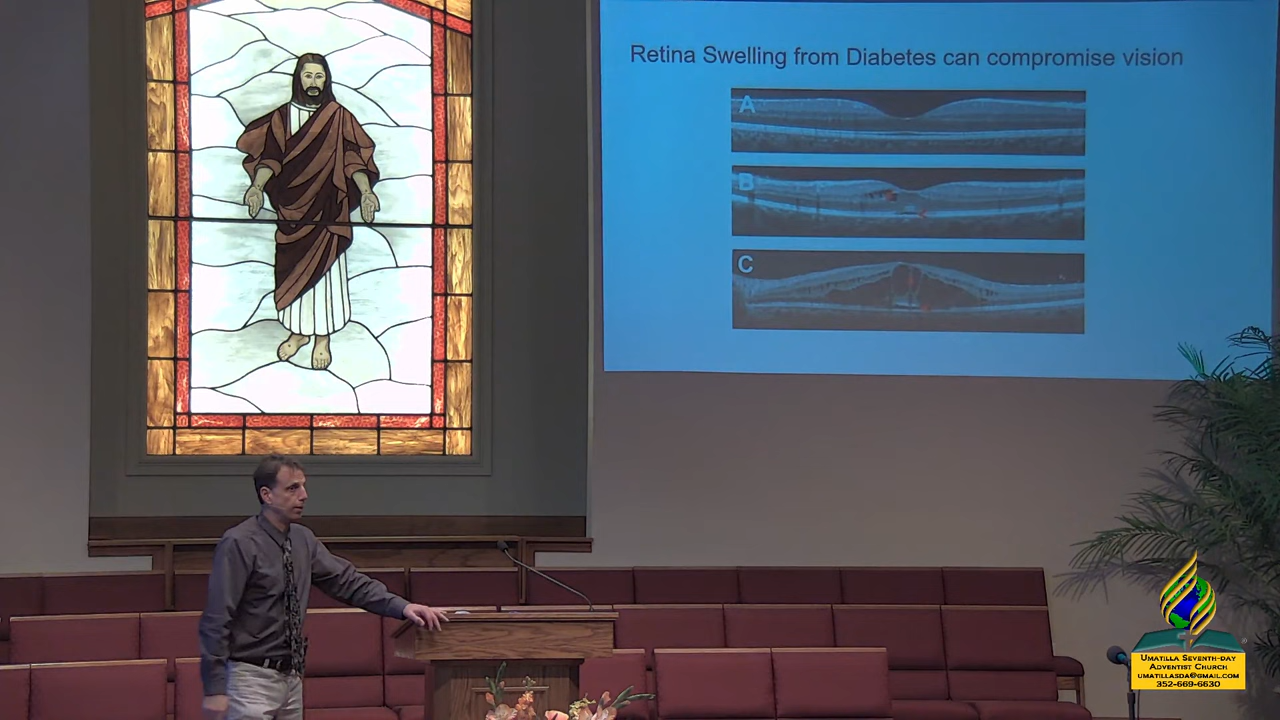 Retina Swelling from Diabetes can compromise vision
A
B
C
Umatilla Seventh-day
Adventist Church
umatillasda@gmail.com
352-669-6630